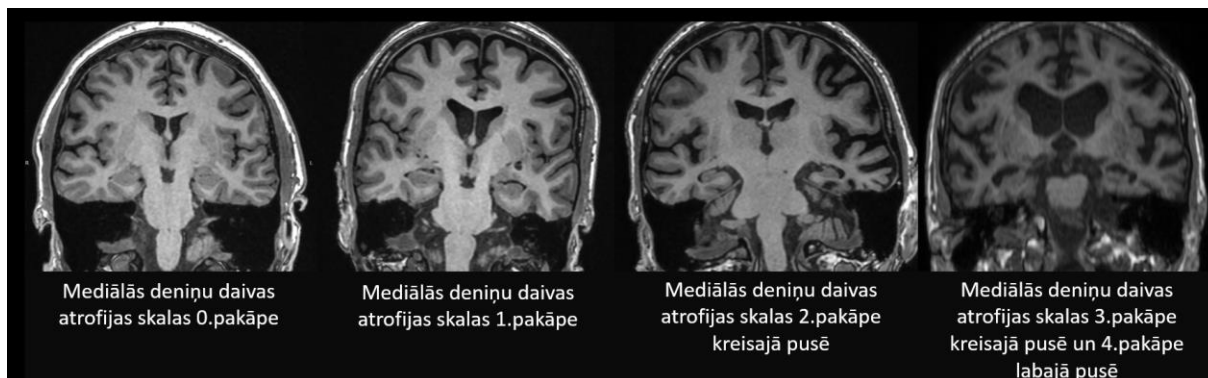 Mediālās deniņu daivas
atrofijas skalas 0.pakāpe
Mediālās deniņu daivas
atrofijas skalas 1.pakāpe
Mediālās deniņu daivas
atrofijas skalas 2.pakāpe
kreisajā pusē
Mediālās deniņu daivas
atrofijas skalas 3.pakāpe
kreisajā pusē un 4.pakāpe
labajā pusē